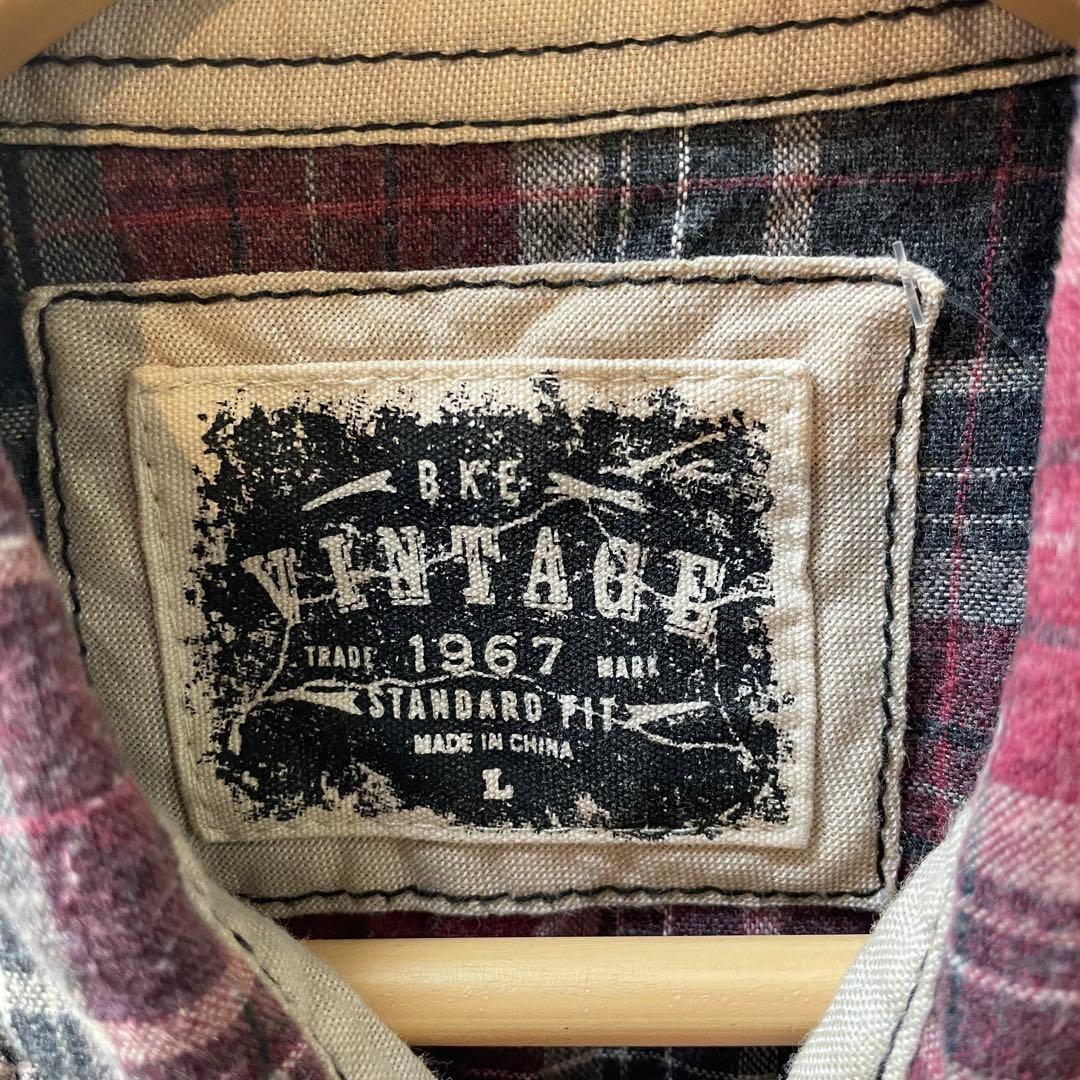 BKE
VINTAGE
TRADE 1967 MARK
STANDARD FIT
MADE IN CHINA
L